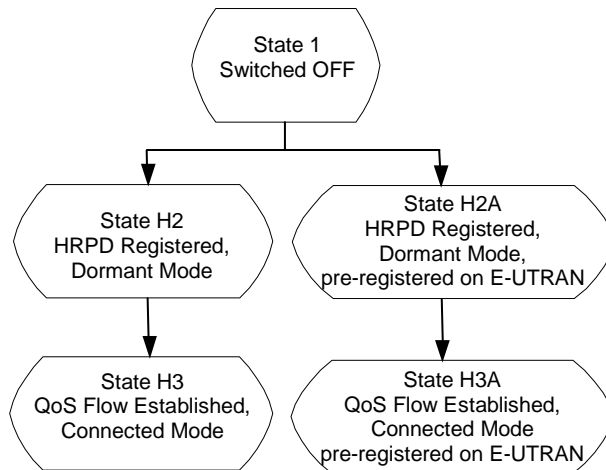 State 1
Switched OFF
State H2
HRPD Registered,
Dormant Mode
State H2A
HRPD Registered,
Dormant Mode,
pre-registered on E-UTRAN
State H3
QoS Flow Established,
Connected Mode
State H3A
QoS Flow Established,
Connected Mode
pre-registered on E-UTRAN